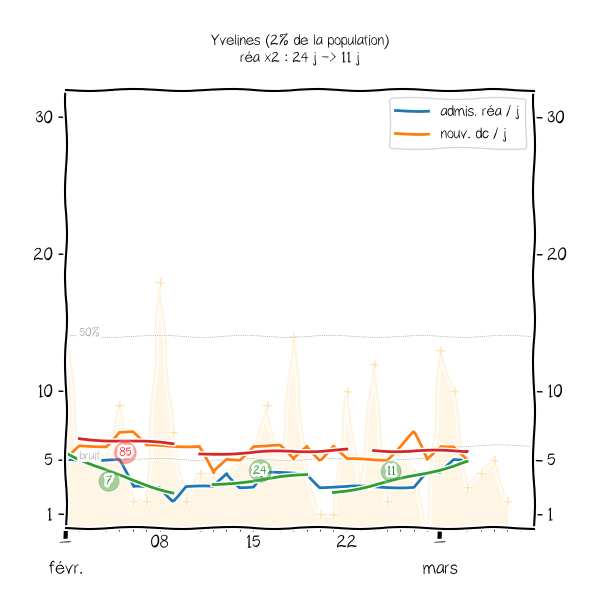 Yvelines (2% de la population)
réa x2 : 24 j -> 11 j
admis. réa / j
nouv. dc / j
30
30
20
20
50%
10
10
85
bruit
5
5
24
11
7
1
1
08
15
22
févr.
mars